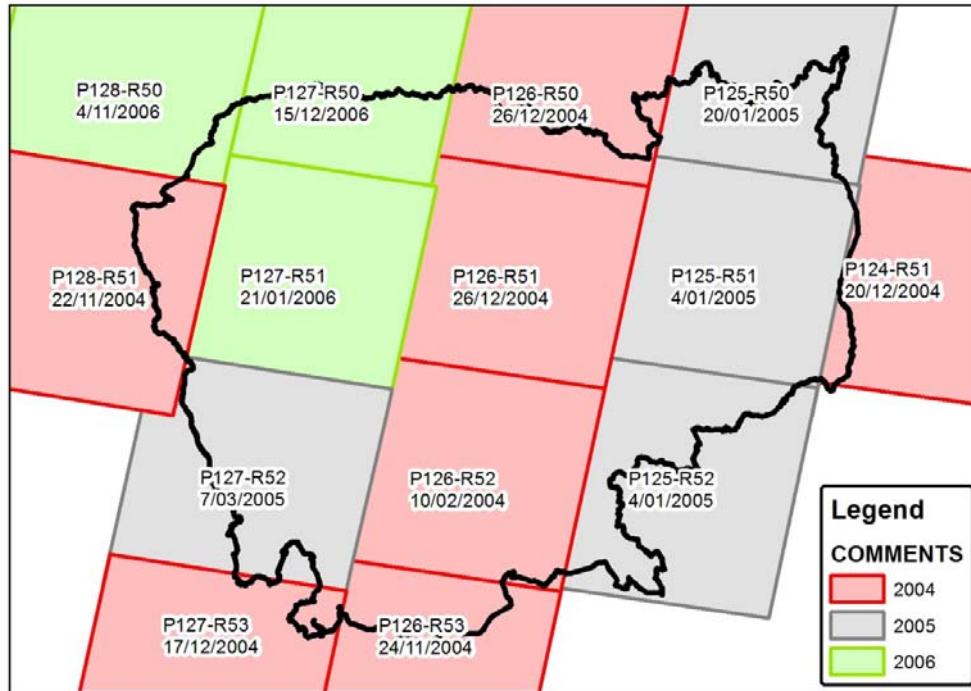 P128-R50
4/11/2006
P127-R50
15/12/2006
P126-R50
26/12/2004
P125-R50
20/01/2005
P128-R51
22/11/2004
P127-R51
21/01/2006
P126-R51
26/12/2004
P125-R51
4/01/2005
P124-R51
20/12/2004
P127-R52
7/03/2005
P126-R52
10/02/2004
P125-R52
4/01/2005
P127-R53
17/12/2004
P126-R53
24/11/2004
Legend
COMMENTS
2004
2005
2006